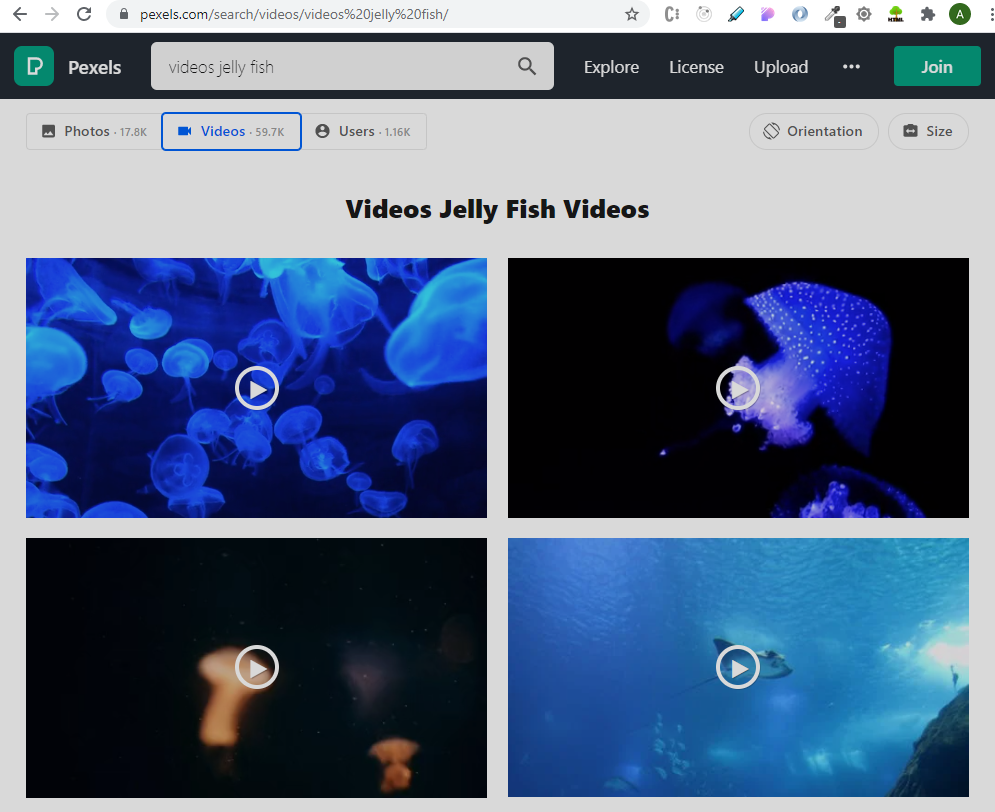 pexels.com/search/videos/videos%20jelly%20fish/
HTML
A
Pexels
videos jelly fish
Explore
License
Upload
Join
Photos · 17.8K
Videos · 59.7K
Users · 1.16K
Orientation
Size
Videos Jelly Fish Videos